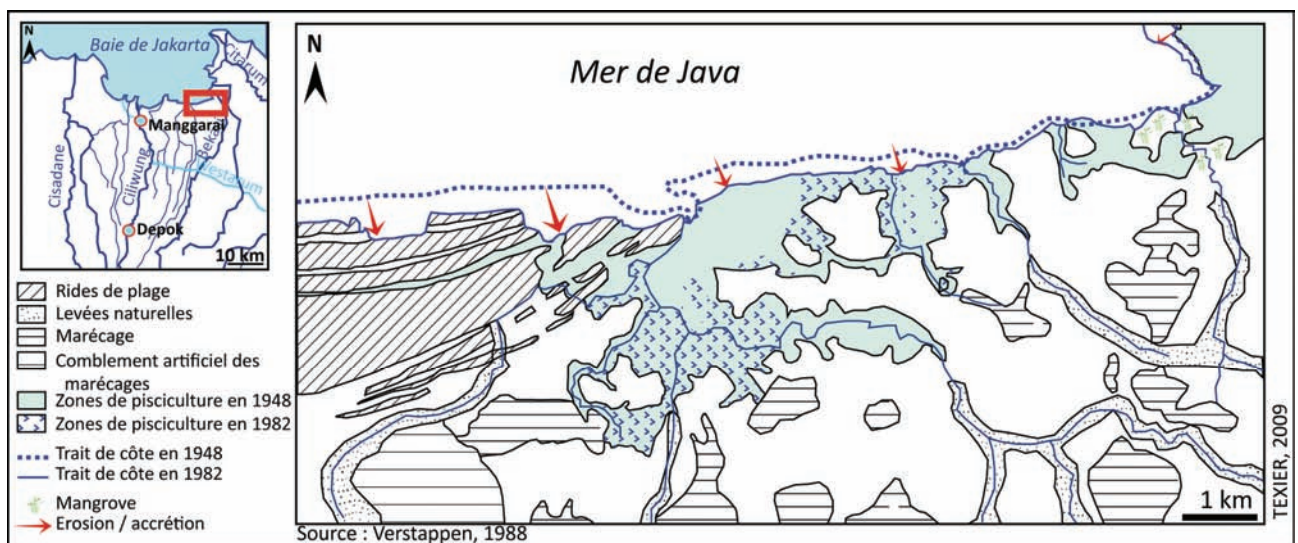 N
Baie de Jakarta
Citarum
Manggarai
Cisadane
Ciliwung
Depok
10 km
Rides de plage
Levées naturelles
Marécage
Comblement artificiel des
marécages
Zones de pisciculture en 1948
Zones de pisciculture en 1982
Trait de côte en 1948
Trait de côte en 1982
Mangrove
Erosion / accrétion
N
Mer de Java
1 km
Source : Verstappen, 1988
TEXIER, 2009